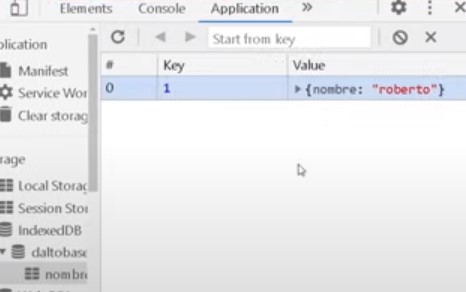 Elements Console Application »
Start from key
# Key Value
0 1 {nombre: "roberto"}
plication
Manifest
Service Wor
Clear storag
rage
Local Storag
Session Stor
IndexedDB
daltobase
nombre